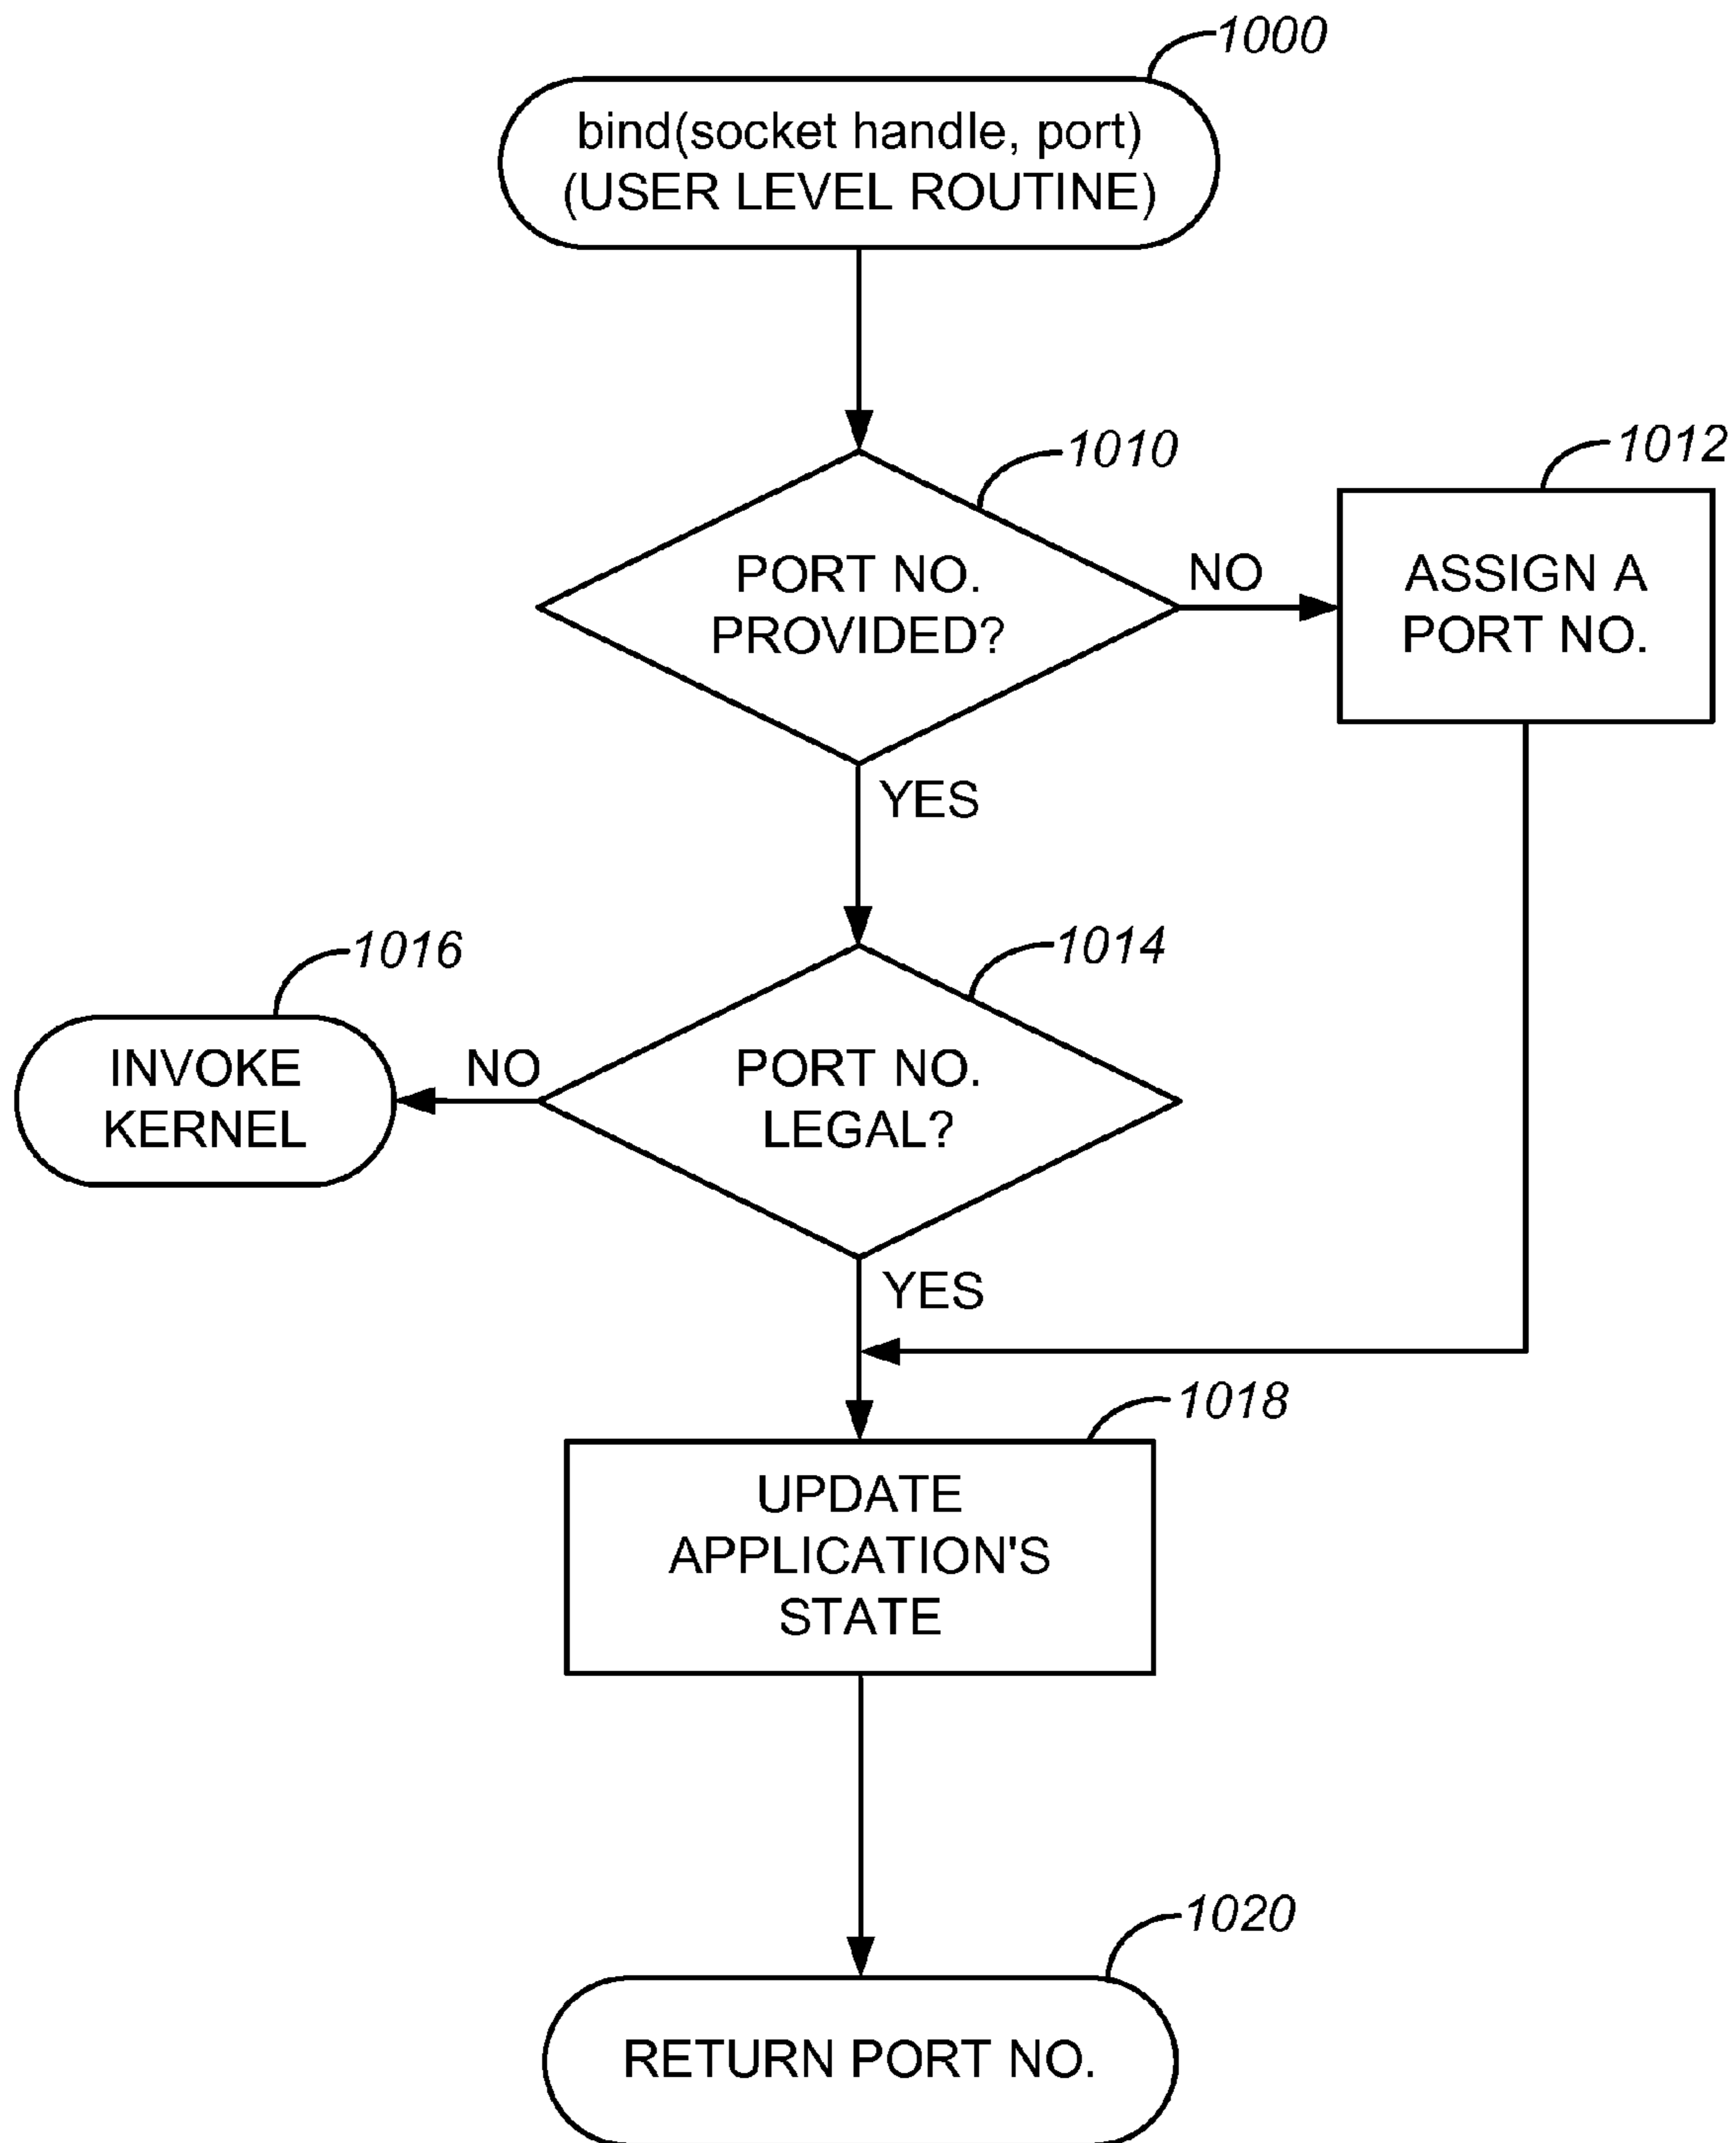 1000
bind(socket handle, port)
(USER LEVEL ROUTINE)
1010
1012
PORT NO.
PROVIDED?
NO
ASSIGN A
PORT NO.
YES
1016
1014
INVOKE
KERNEL
NO
PORT NO.
LEGAL?
YES
1018
UPDATE
APPLICATION'S
STATE
1020
RETURN PORT NO.